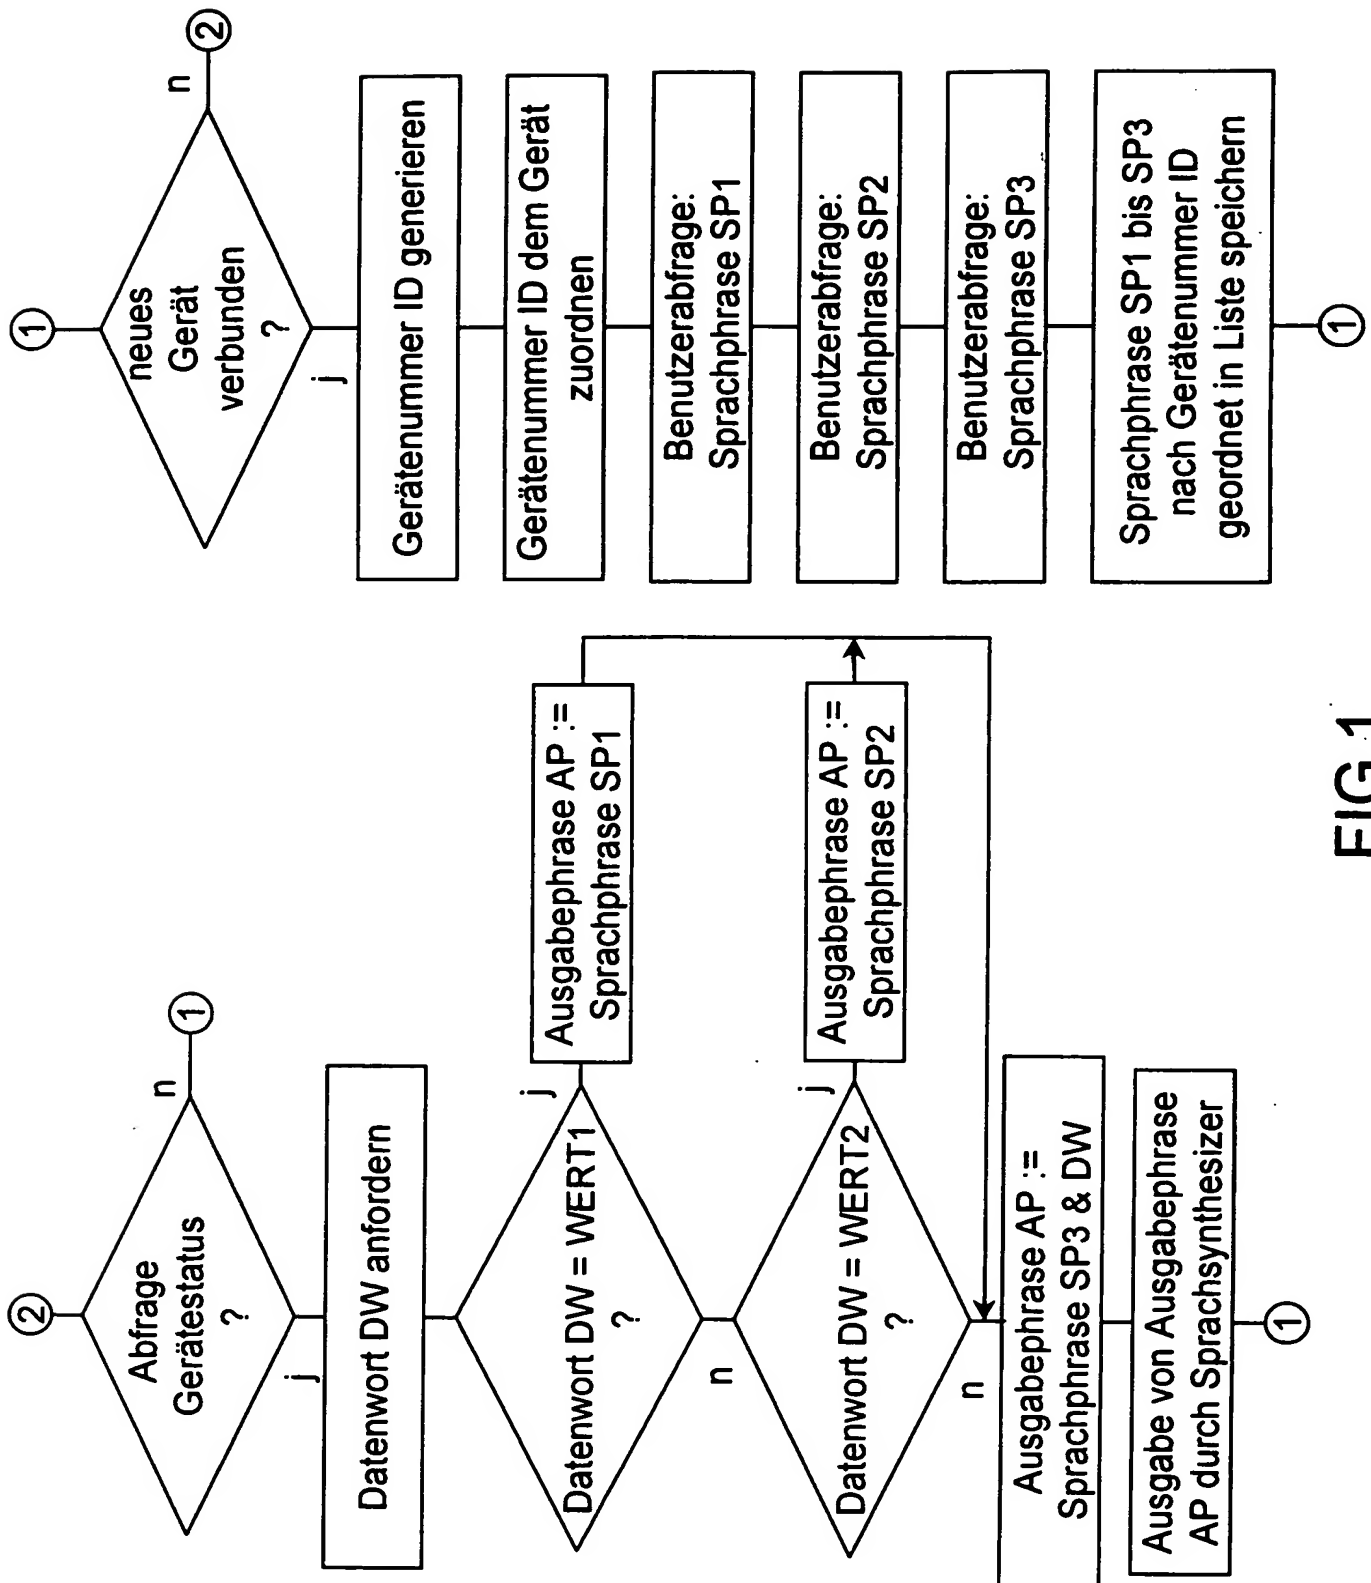 1
neues
Gerät
verbunden
?
n
2
j
Gerätenummer ID generieren
Gerätenummer ID dem Gerät
zuordnen
Benutzerabfrage:
Sprachphrase SP1
Benutzerabfrage:
Sprachphrase SP2
Benutzerabfrage:
Sprachphrase SP3
Sprachphrase SP1 bis SP3
nach Gerätenummer ID
geordnet in Liste speichern
1
2
Abfrage
Gerätestatus
?
n
1
j
Datenwort DW anfordern
Datenwort DW = WERT1
?
j
Ausgabephrase AP :=
Sprachphrase SP1
n
Datenwort DW = WERT2
?
j
Ausgabephrase AP :=
Sprachphrase SP2
n
Ausgabephrase AP :=
Sprachphrase SP3 & DW
Ausgabe von Ausgabephrase
AP durch Sprachsynthesizer
1
FIG 1